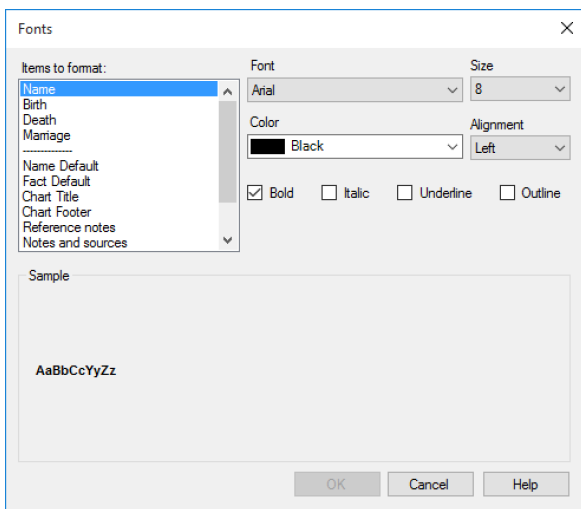 Fonts
Items to format:
Name
Birth
Death
Marriage
--------------
Name Default
Fact Default
Chart Title
Chart Footer
Reference notes
Notes and sources
Font
Arial
Size
8
Color
Black
Alignment
Left
Bold
Italic
Underline
Outline
Sample
AaBbCcYyZz
OK
Cancel
Help